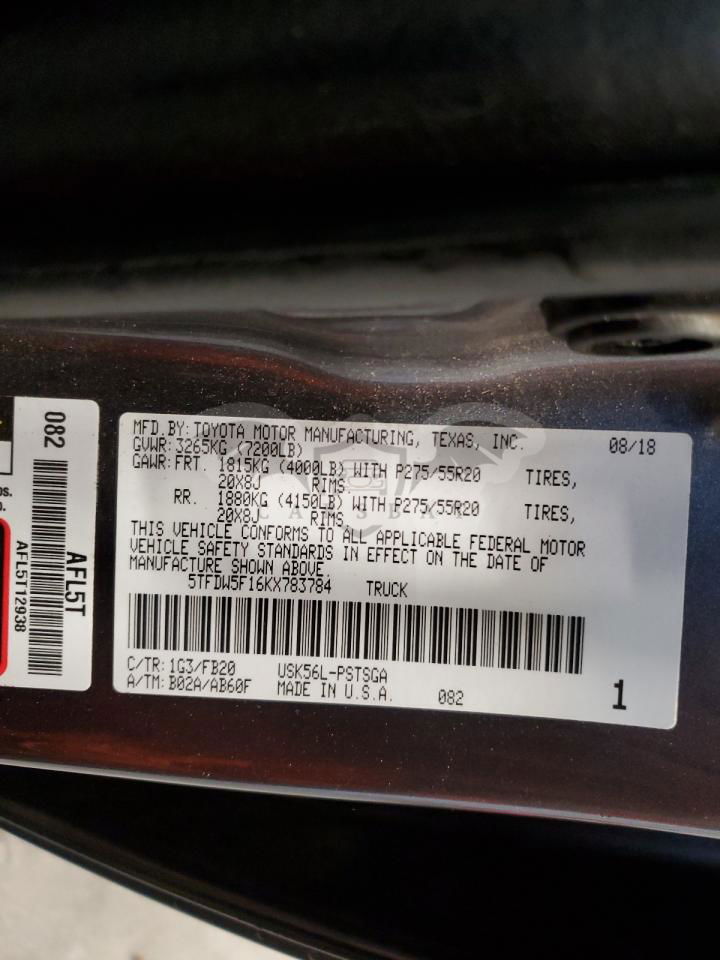 MFD.BY:TOYOTA MOTOR MANUFACTURING, TEXAS, INC. 08/18
GVWR:3265KG (7200LB)
GAWR:FRT. 1815KG (4000LB) WITH P275/55R20 TIRES,
20X8J RIMS.
RR. 1880KG (4150LB) WITH P275/55R20 TIRES,
20X8J RIMS.
THIS VEHICLE CONFORMS TO ALL APPLICABLE FEDERAL MOTOR
VEHICLE SAFETY STANDARDS IN EFFECT ON THE DATE OF
MANUFACTURE SHOWN ABOVE.
5TFDW5F16KX783784 TRUCK
C/TR:1G3/FB20 USK56L-PSTSGA
A/TM:B02A/AB60F MADE IN U.S.A. 082 1
082
AFL5T
AFL5T12938